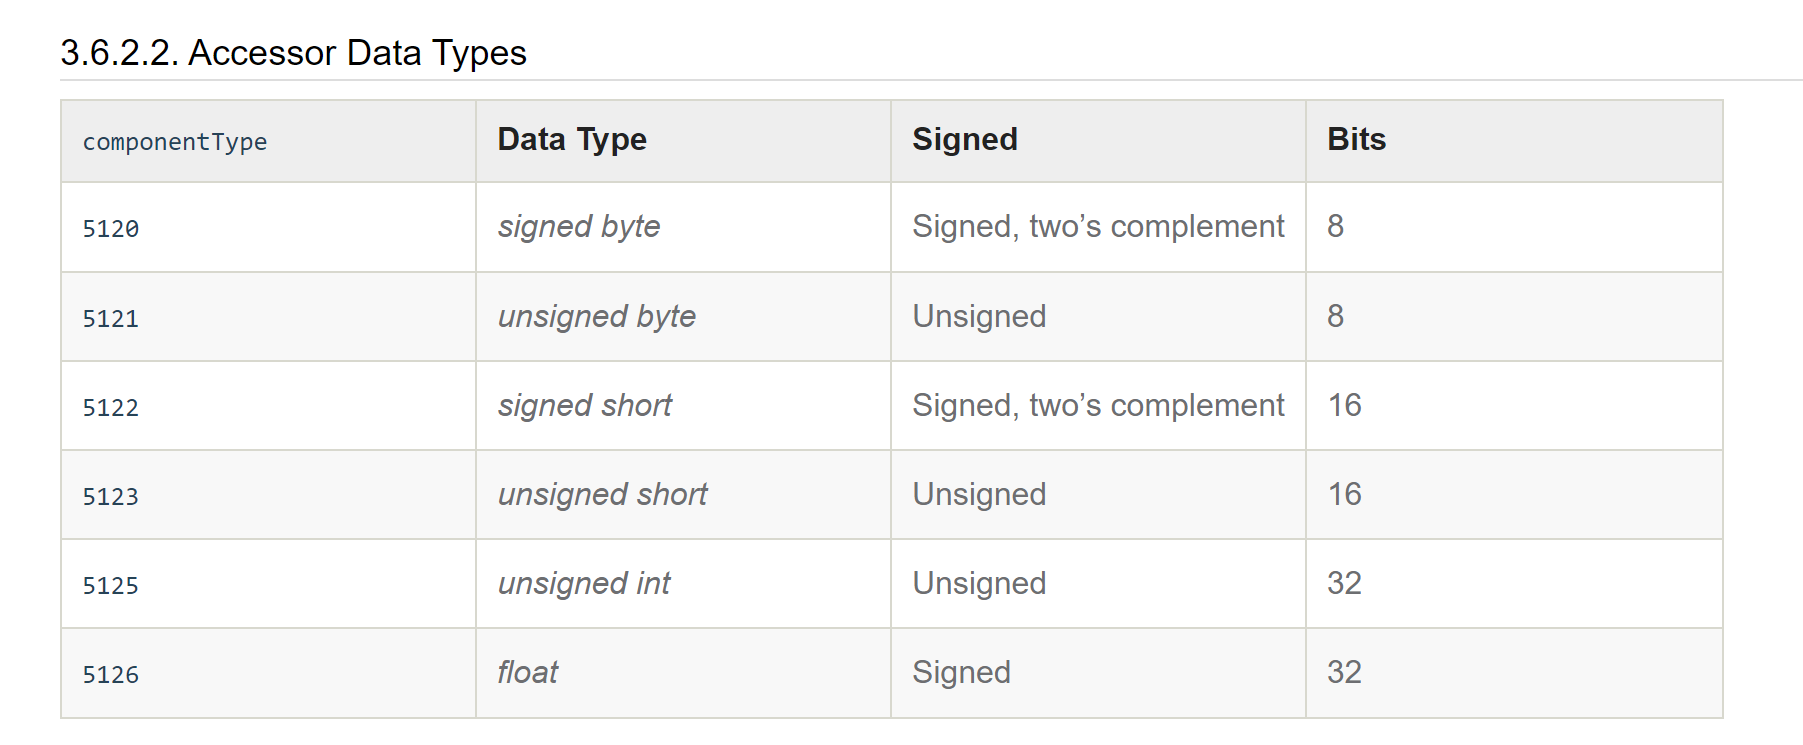 3.6.2.2. Accessor Data Types
componentType Data Type Signed Bits
5120 signed byte Signed, two’s complement 8
5121 unsigned byte Unsigned 8
5122 signed short Signed, two’s complement 16
5123 unsigned short Unsigned 16
5125 unsigned int Unsigned 32
5126 float Signed 32